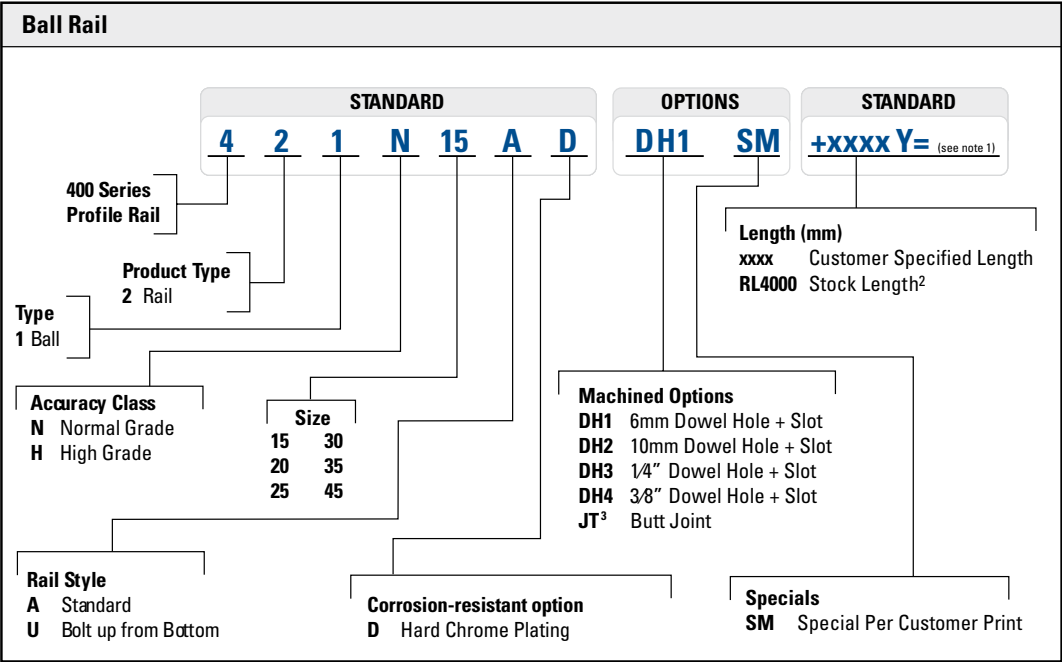 Ball Rail
STANDARD OPTIONS STANDARD
4 2 1 N 15 A D DH1 SM +xxxx Y= (see note 1)
400 Series
Profile Rail
Product Type
2 Rail
Type
1 Ball
Length (mm)
xxxx Customer Specified Length
RL4000 Stock Length²
Accuracy Class
N Normal Grade
H High Grade
Size
15 30
20 35
25 45
Machined Options
DH1 6mm Dowel Hole + Slot
DH2 10mm Dowel Hole + Slot
DH3 1⁄4” Dowel Hole + Slot
DH4 3⁄8” Dowel Hole + Slot
JT³ Butt Joint
Rail Style
A Standard
U Bolt up from Bottom
Corrosion-resistant option
D Hard Chrome Plating
Specials
SM Special Per Customer Print